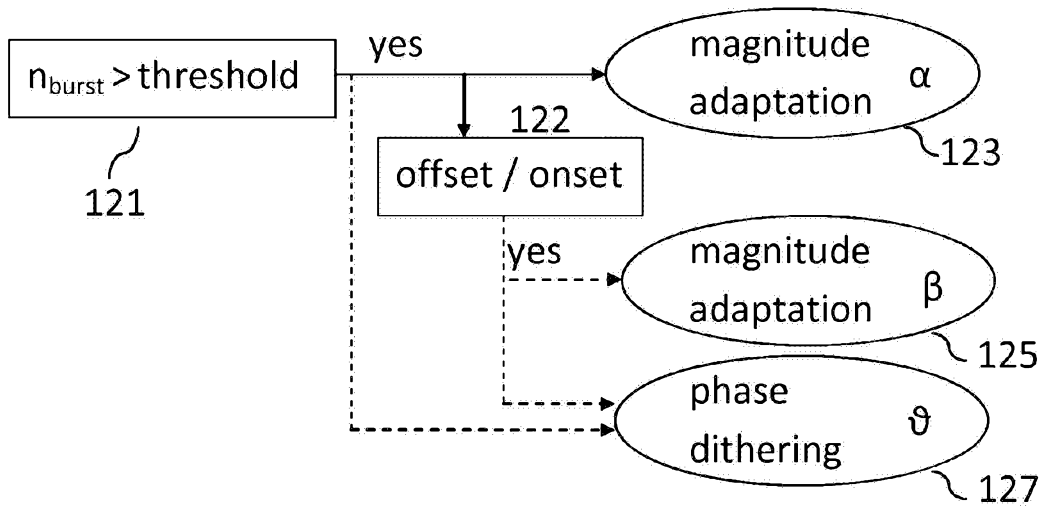 n_burst > threshold
yes
magnitude
adaptation α
123
122
offset / onset
121
yes
magnitude
adaptation β
125
phase
dithering ϑ
127